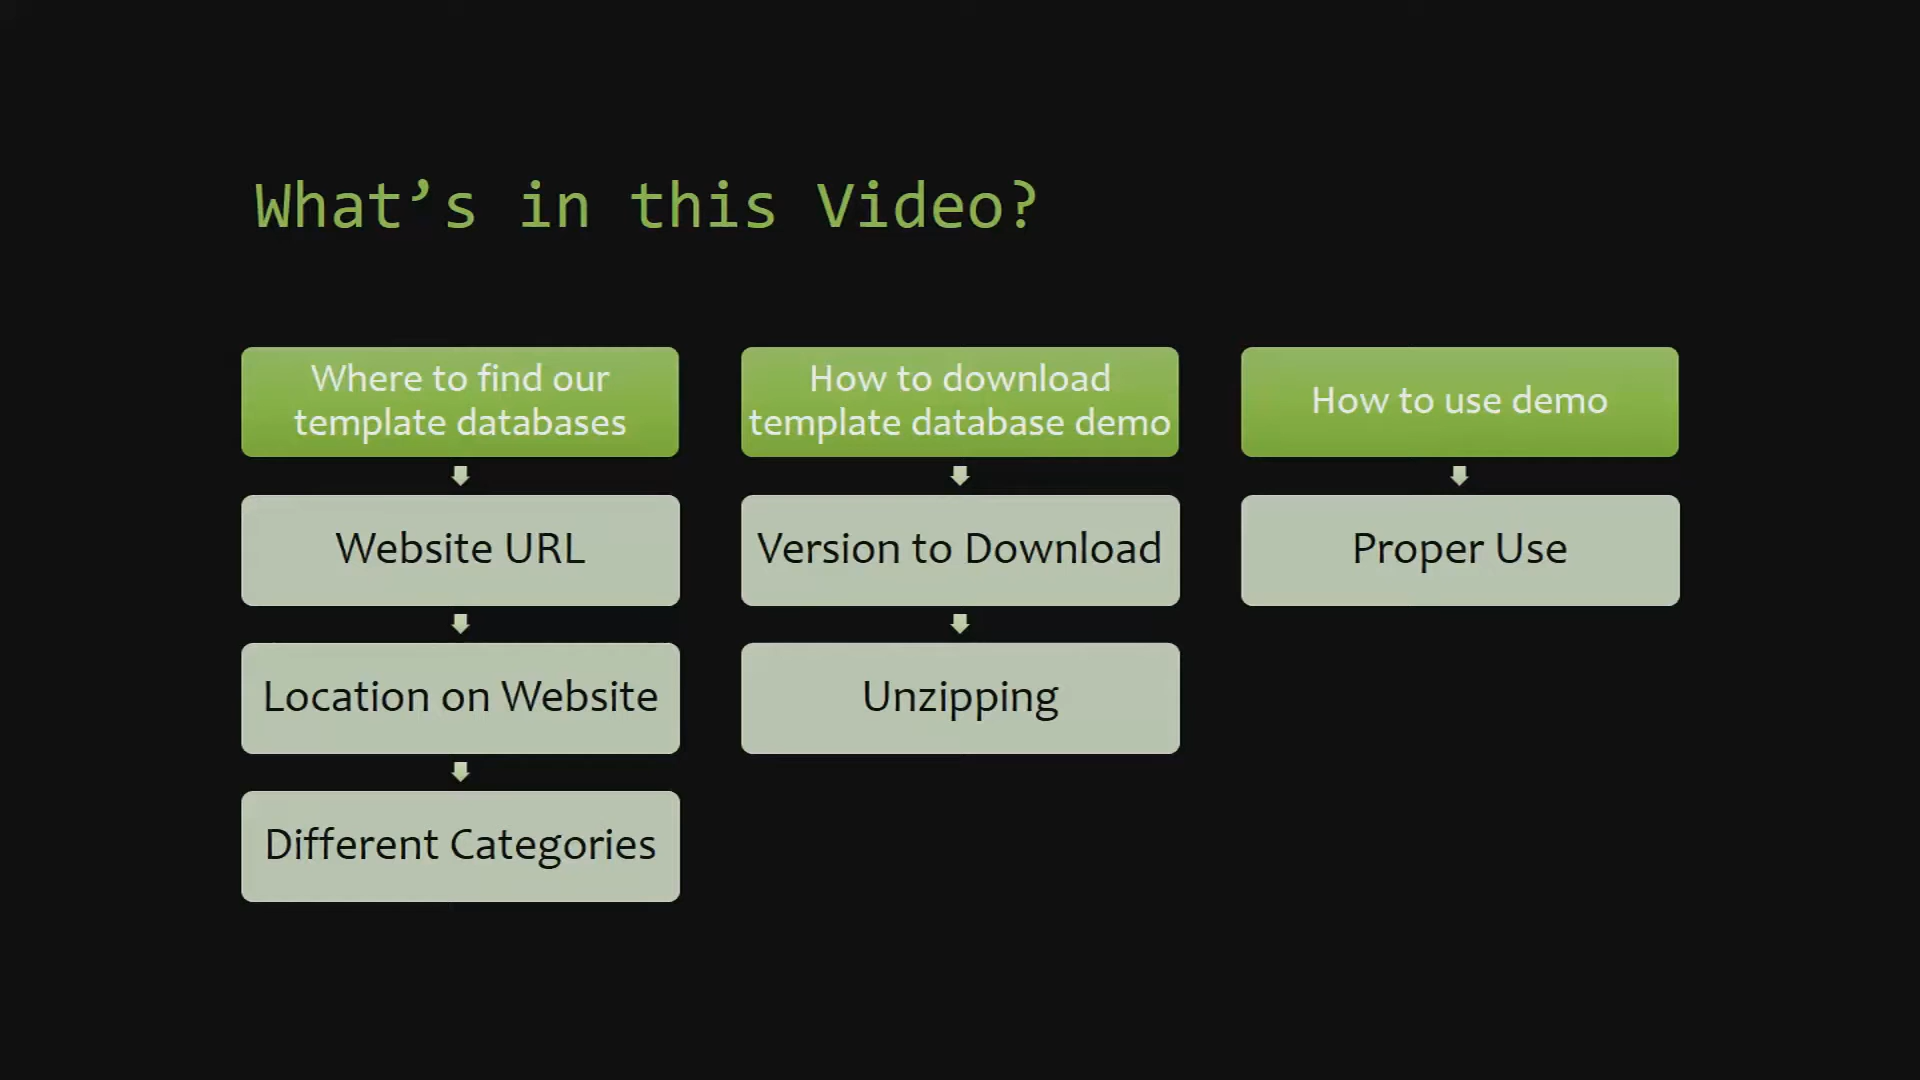 What’s in this Video?
Where to find our
template databases
Website URL
Location on Website
Different Categories
How to download
template database demo
Version to Download
Unzipping
How to use demo
Proper Use